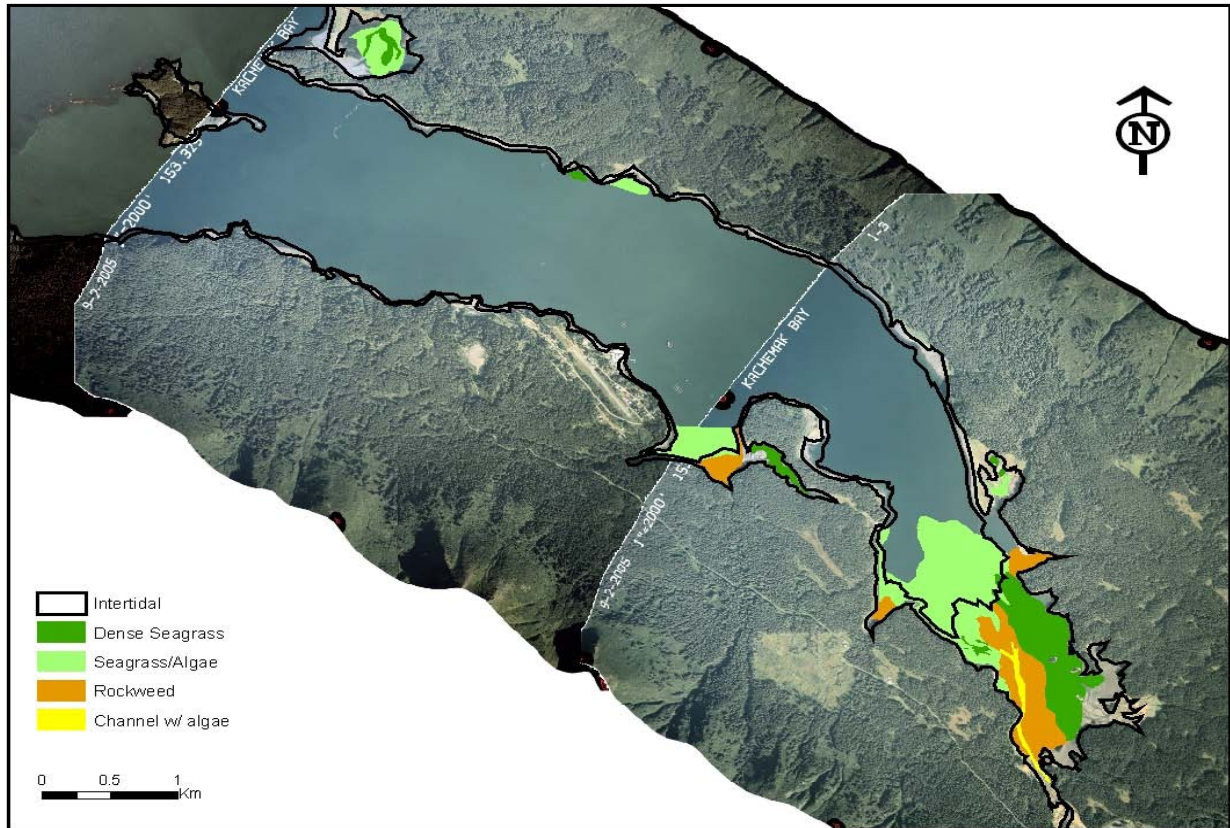 KACHEMAK BAY
153.325
9-2-2005 1"=2000'
N
1-3
KACHEMAK BAY
9-2-2005 1"=2000'
Intertidal
Dense Seagrass
Seagrass/Algae
Rockweed
Channel w/ algae
0 0.5 1
Km